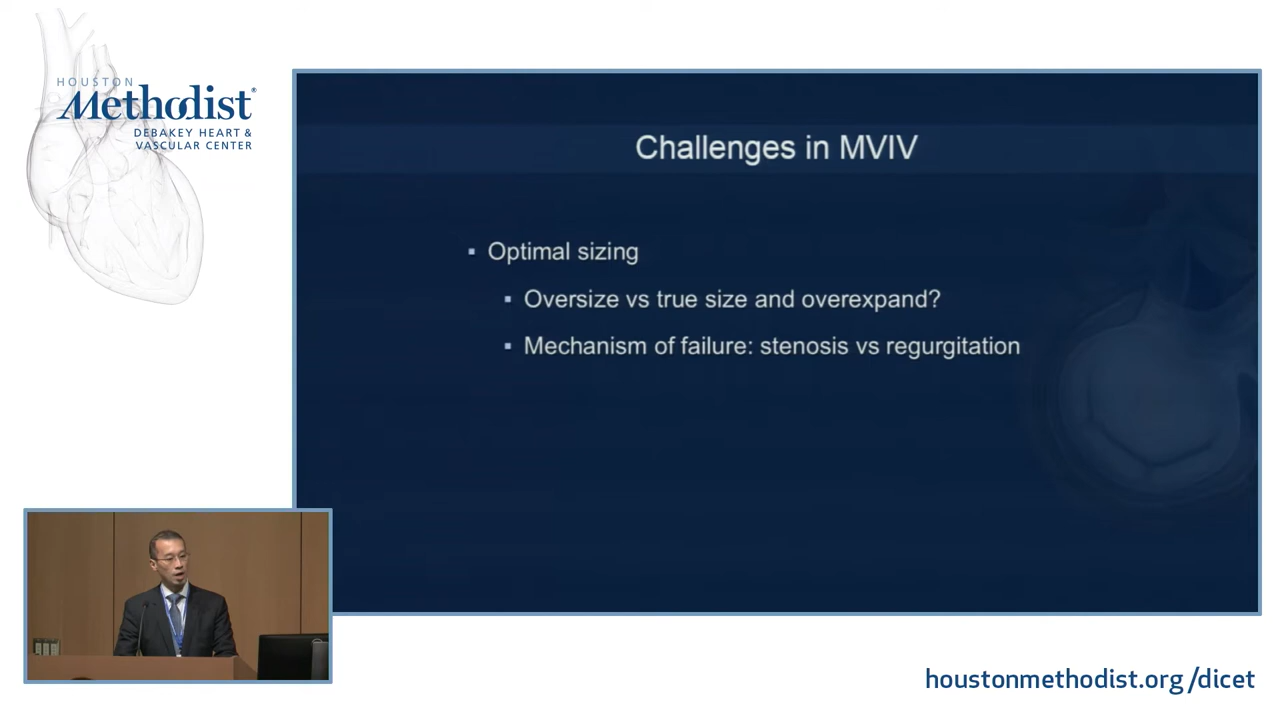 HOUSTON
Methodist®
DEBAKEY HEART &
VASCULAR CENTER
Challenges in MVIV
▪ Optimal sizing
▪ Oversize vs true size and overexpand?
▪ Mechanism of failure: stenosis vs regurgitation
houstonmethodist.org/dicet